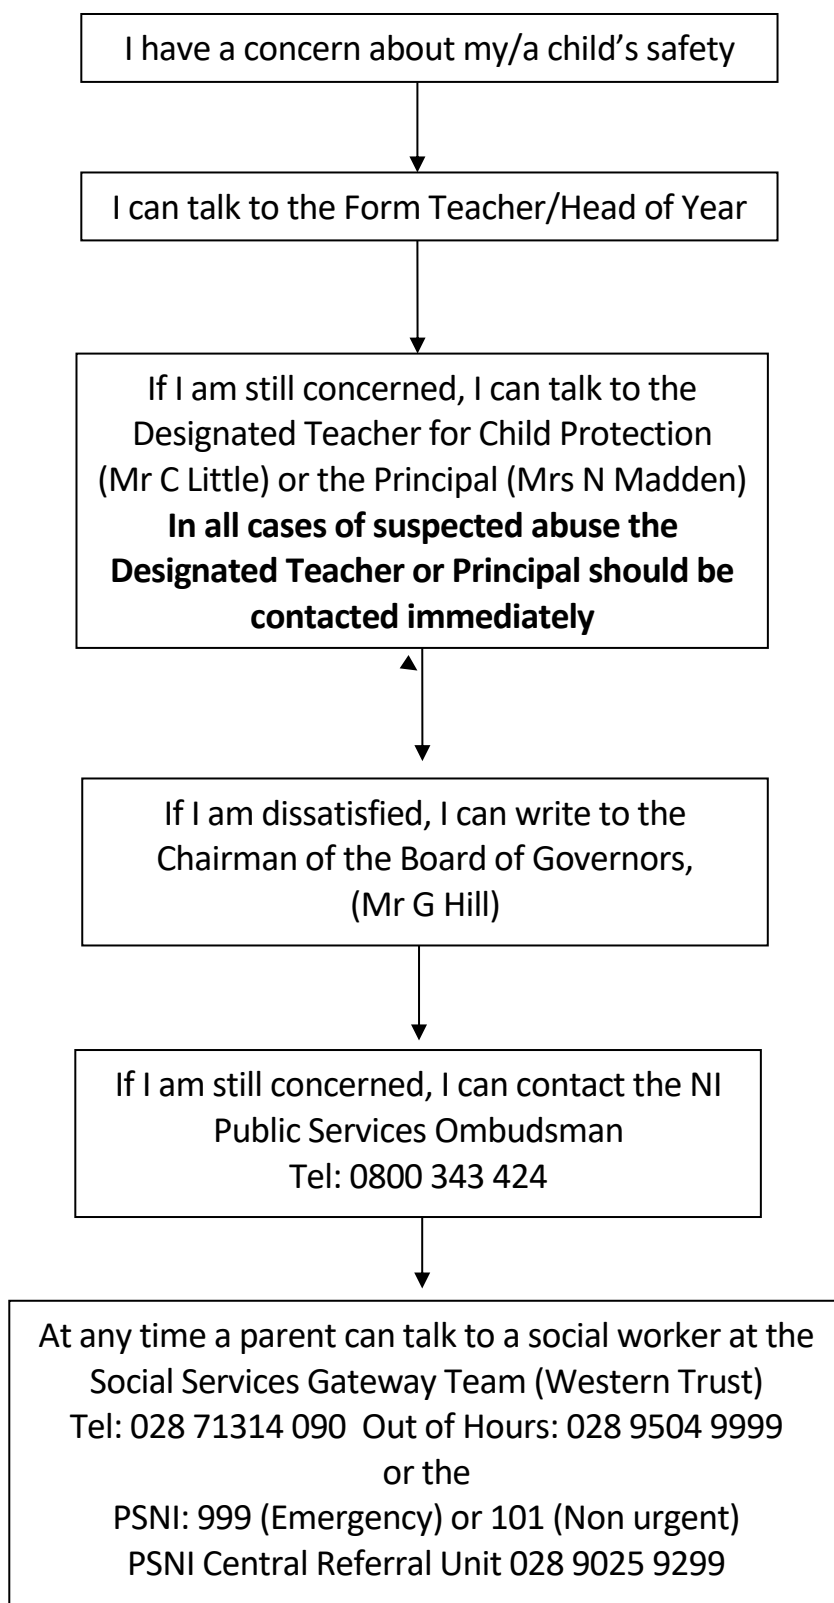 I have a concern about my/a child’s safety
I can talk to the Form Teacher/Head of Year
If I am still concerned, I can talk to the
Designated Teacher for Child Protection
(Mr C Little) or the Principal (Mrs N Madden)
In all cases of suspected abuse the
Designated Teacher or Principal should be
contacted immediately
If I am dissatisfied, I can write to the
Chairman of the Board of Governors,
(Mr G Hill)
If I am still concerned, I can contact the NI
Public Services Ombudsman
Tel: 0800 343 424
At any time a parent can talk to a social worker at the
Social Services Gateway Team (Western Trust)
Tel: 028 71314 090  Out of Hours: 028 9504 9999
or the
PSNI: 999 (Emergency) or 101 (Non urgent)
PSNI Central Referral Unit 028 9025 9299